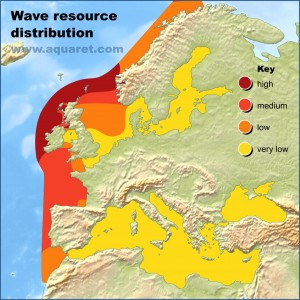 Wave resource
distribution
www.aquaret.com
Key
high
medium
low
very low